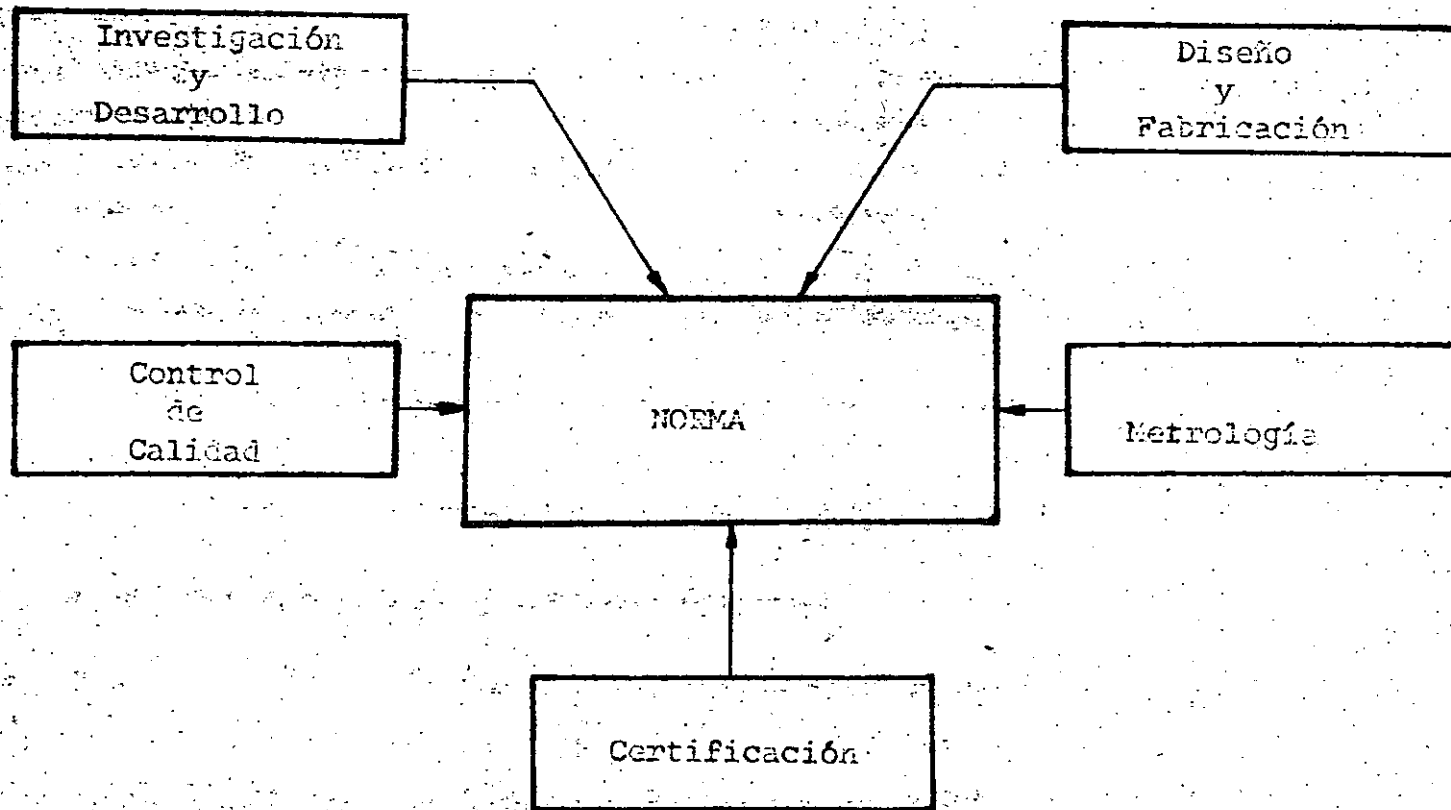 Investigación
y
Desarrollo
Diseño
y
Fabricación
Control
de
Calidad
NORMA
Metrología
Certificación